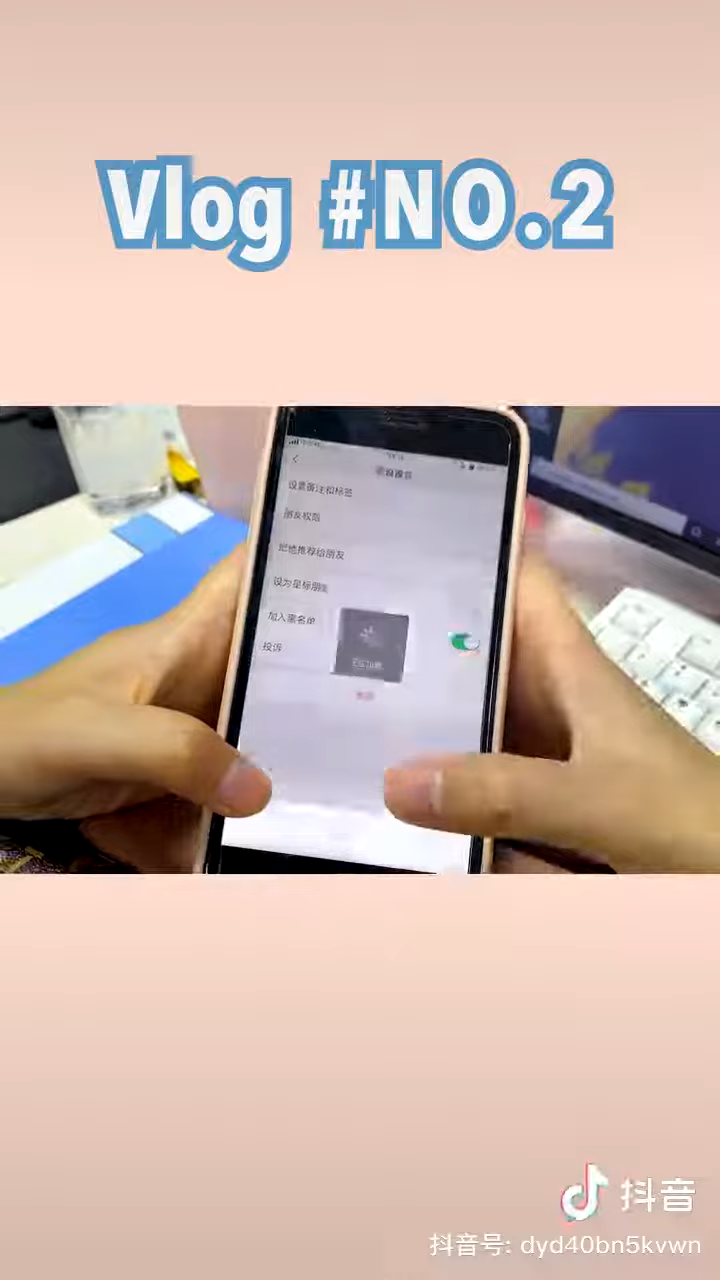 Vlog #NO.2
设置备注和标签
朋友权限
把他推荐给朋友
设为星标朋友
加入黑名单
投诉
抖音
抖音号: dyd40bn5kvwn